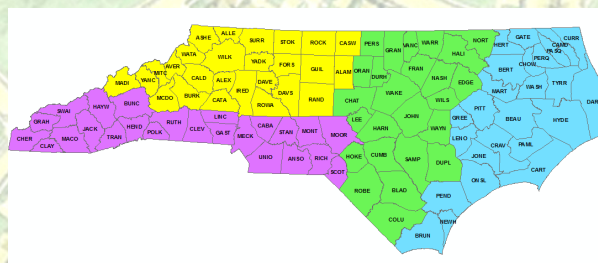 ASHE
ALLE
SURR
STOK
ROCK
CASW
PERS
GRAN
VANC
WARR
NORT
HERT
GATE
CURR
CAMD
PASQ
PERQ
CHOW
WATA
WILK
YADK
FORS
GUIL
ALAM
ORAN
DURH
FRAN
HALI
BERT
MITC
AVER
YANC
MADI
CALD
ALEX
IRED
DAVE
DAVS
RAND
CHAT
WAKE
NASH
EDGE
MART
WASH
TYRR
DAR
MCDO
BURK
CATA
ROWA
WILS
PITT
BEAU
HYDE
SWAI
HAYW
BUNC
GRAH
CHER
CLAY
MACO
JACK
TRAN
HEND
POLK
RUTH
CLEV
LINC
GAST
MECK
CABA
STAN
MONT
MOOR
LEE
HARN
JOHN
WAYN
GREE
LENO
CRAV
PAML
UNIO
ANSO
RICH
SCOT
HOKE
CUMB
SAMP
DUPL
JONE
ONSL
CART
ROBE
BLAD
COLU
PEND
NEWH
BRUN